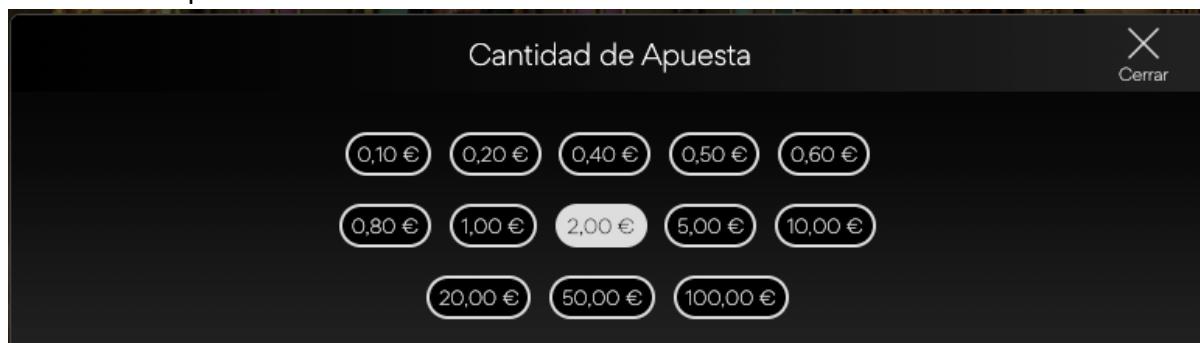 Cantidad de Apuesta
Cerrar
0,10 € 0,20 € 0,40 € 0,50 € 0,60 €
0,80 € 1,00 € 2,00 € 5,00 € 10,00 €
20,00 € 50,00 € 100,00 €